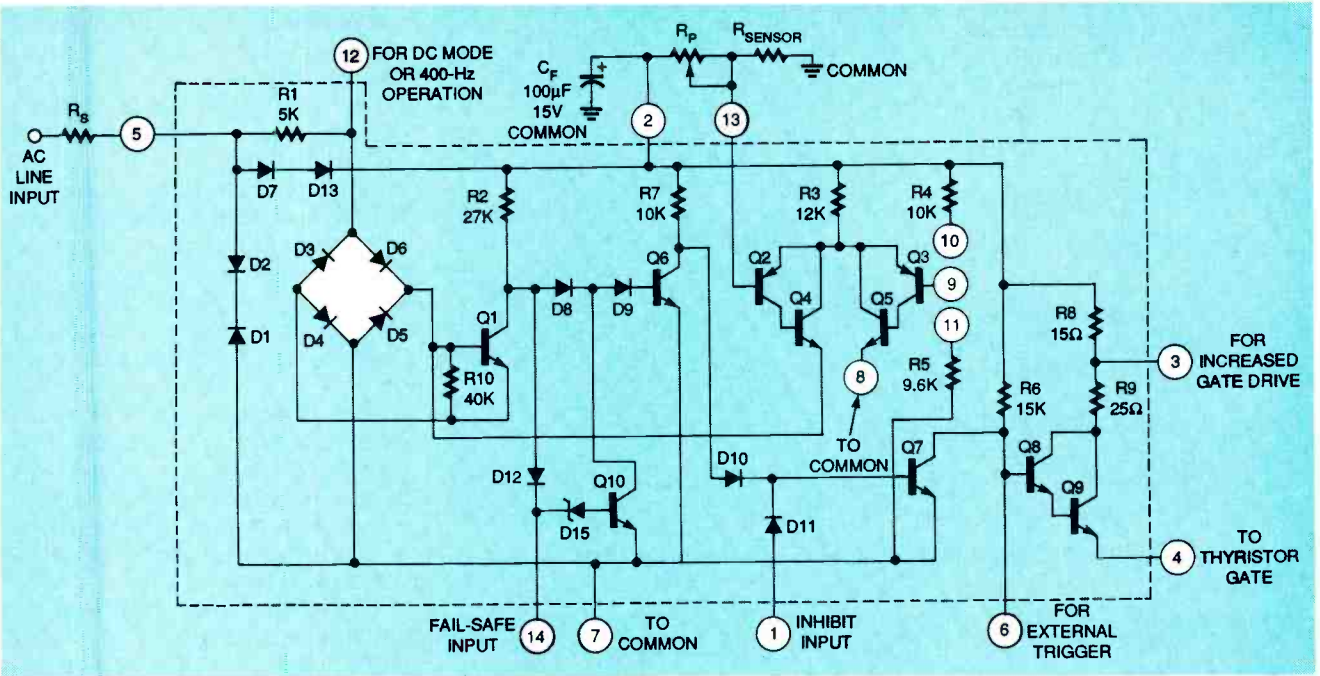 12
FOR DC MODE
OR 400-Hz
OPERATION
R_P
R_SENSOR
C_F
100µF
15V
COMMON
+
COMMON
R_S
5
R1
5K
2
13
AC
LINE
INPUT
D7
D13
R2
27K
R7
10K
R3
12K
R4
10K
10
D3
D6
D2
Q6
Q2
Q3
9
D1
D4
D5
Q1
D8
D9
Q4
Q5
11
R8
15Ω
FOR
INCREASED
GATE DRIVE
3
R10
40K
8
R5
9.6K
R6
15K
R9
25Ω
TO
COMMON
D10
Q7
Q8
D12
Q10
Q9
D15
D11
4
TO
THYRISTOR
GATE
FAIL-SAFE
INPUT
14
7
TO
COMMON
1
INHIBIT
INPUT
6
FOR
EXTERNAL
TRIGGER